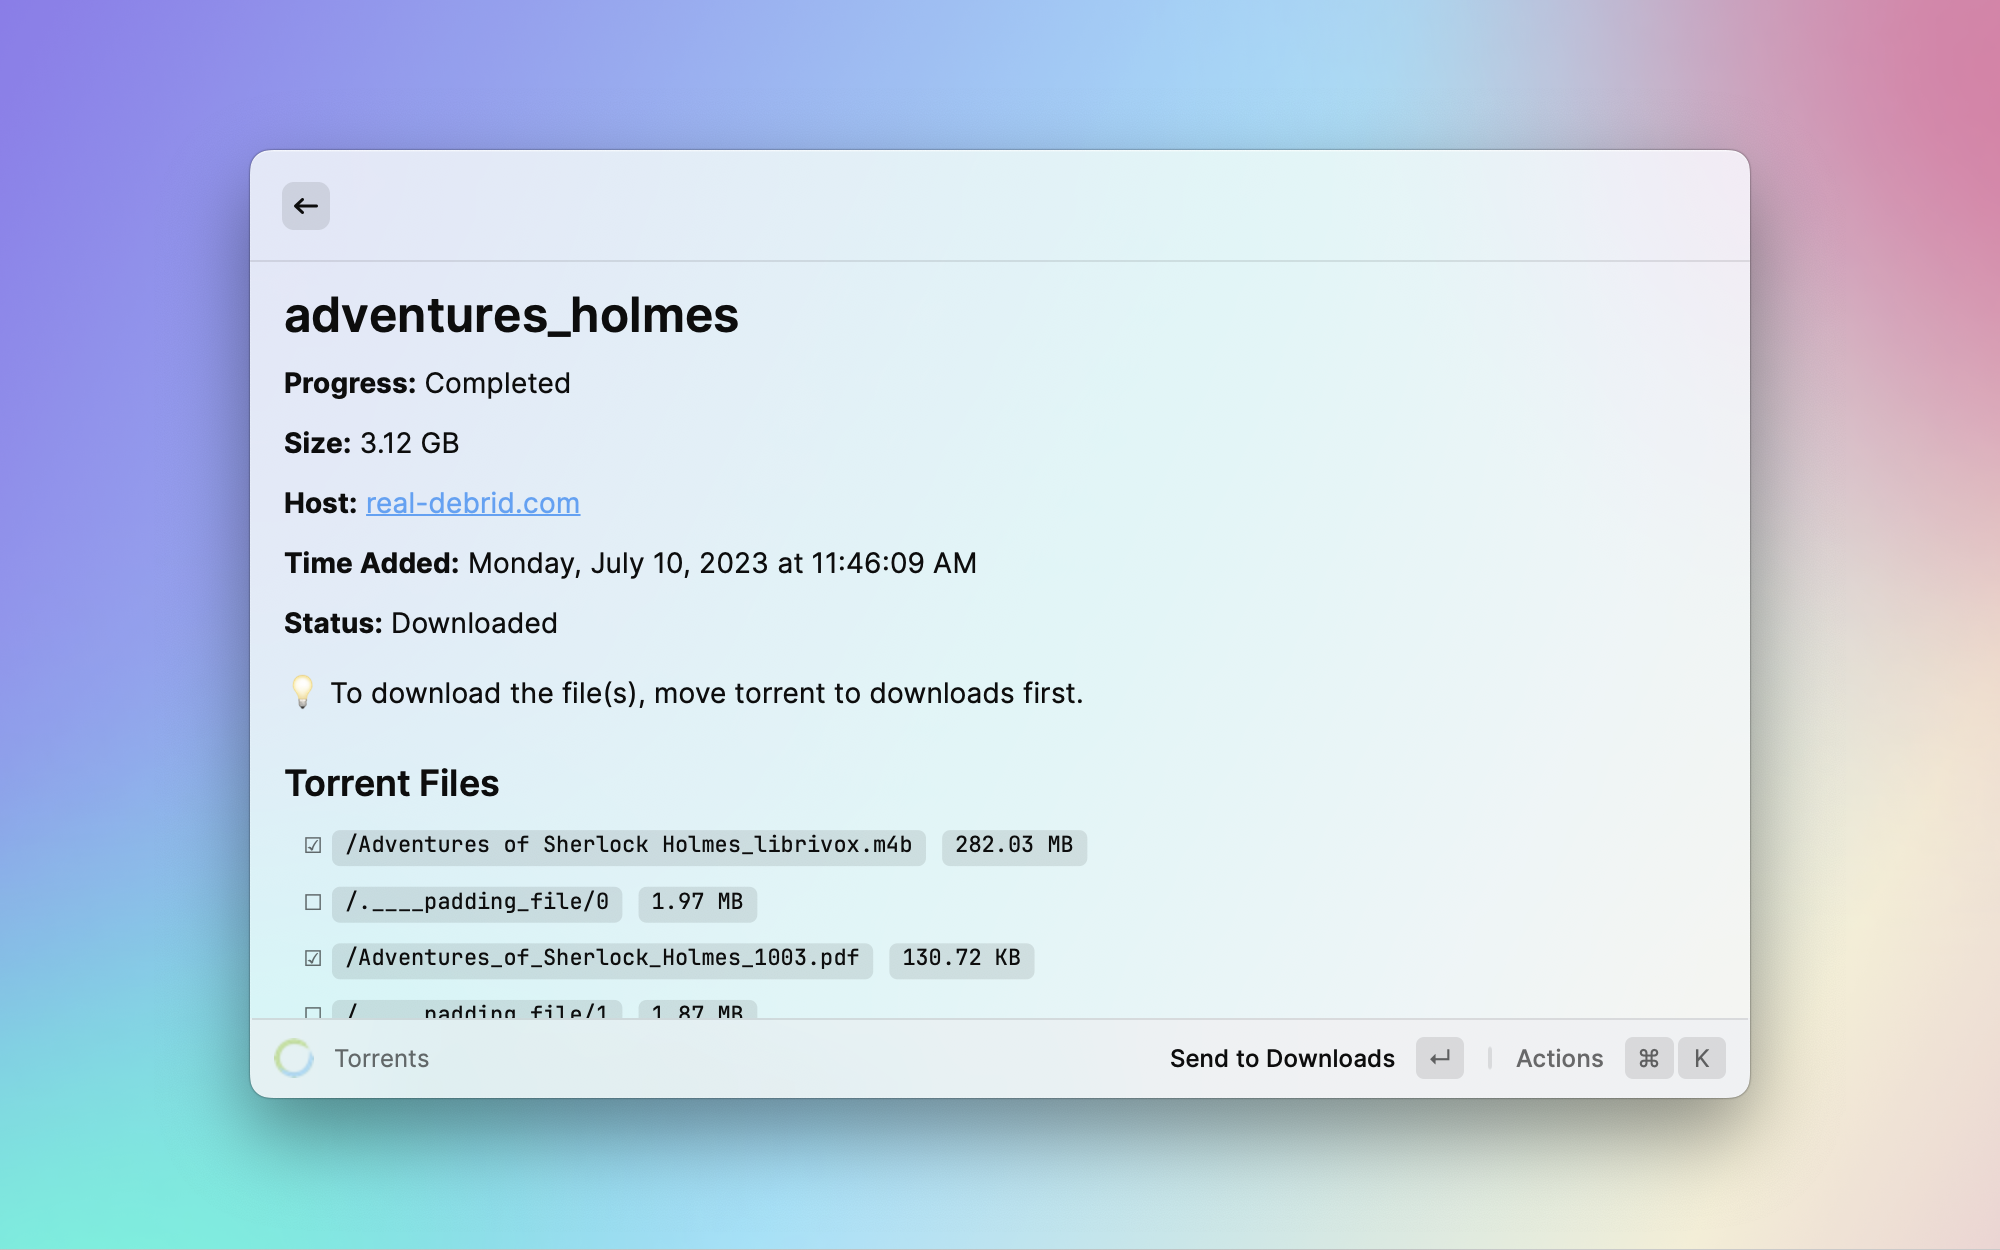 adventures_holmes
Progress: Completed
Size: 3.12 GB
Host: real-debrid.com
Time Added: Monday, July 10, 2023 at 11:46:09 AM
Status: Downloaded
💡 To download the file(s), move torrent to downloads first.
Torrent Files
☑ /Adventures of Sherlock Holmes_librivox.m4b 282.03 MB
☐ /.____padding_file/0 1.97 MB
☑ /Adventures_of_Sherlock_Holmes_1003.pdf 130.72 KB
☐ /.____padding_file/1 1.87 MB
Torrents Send to Downloads ↵ Actions ⌘ K